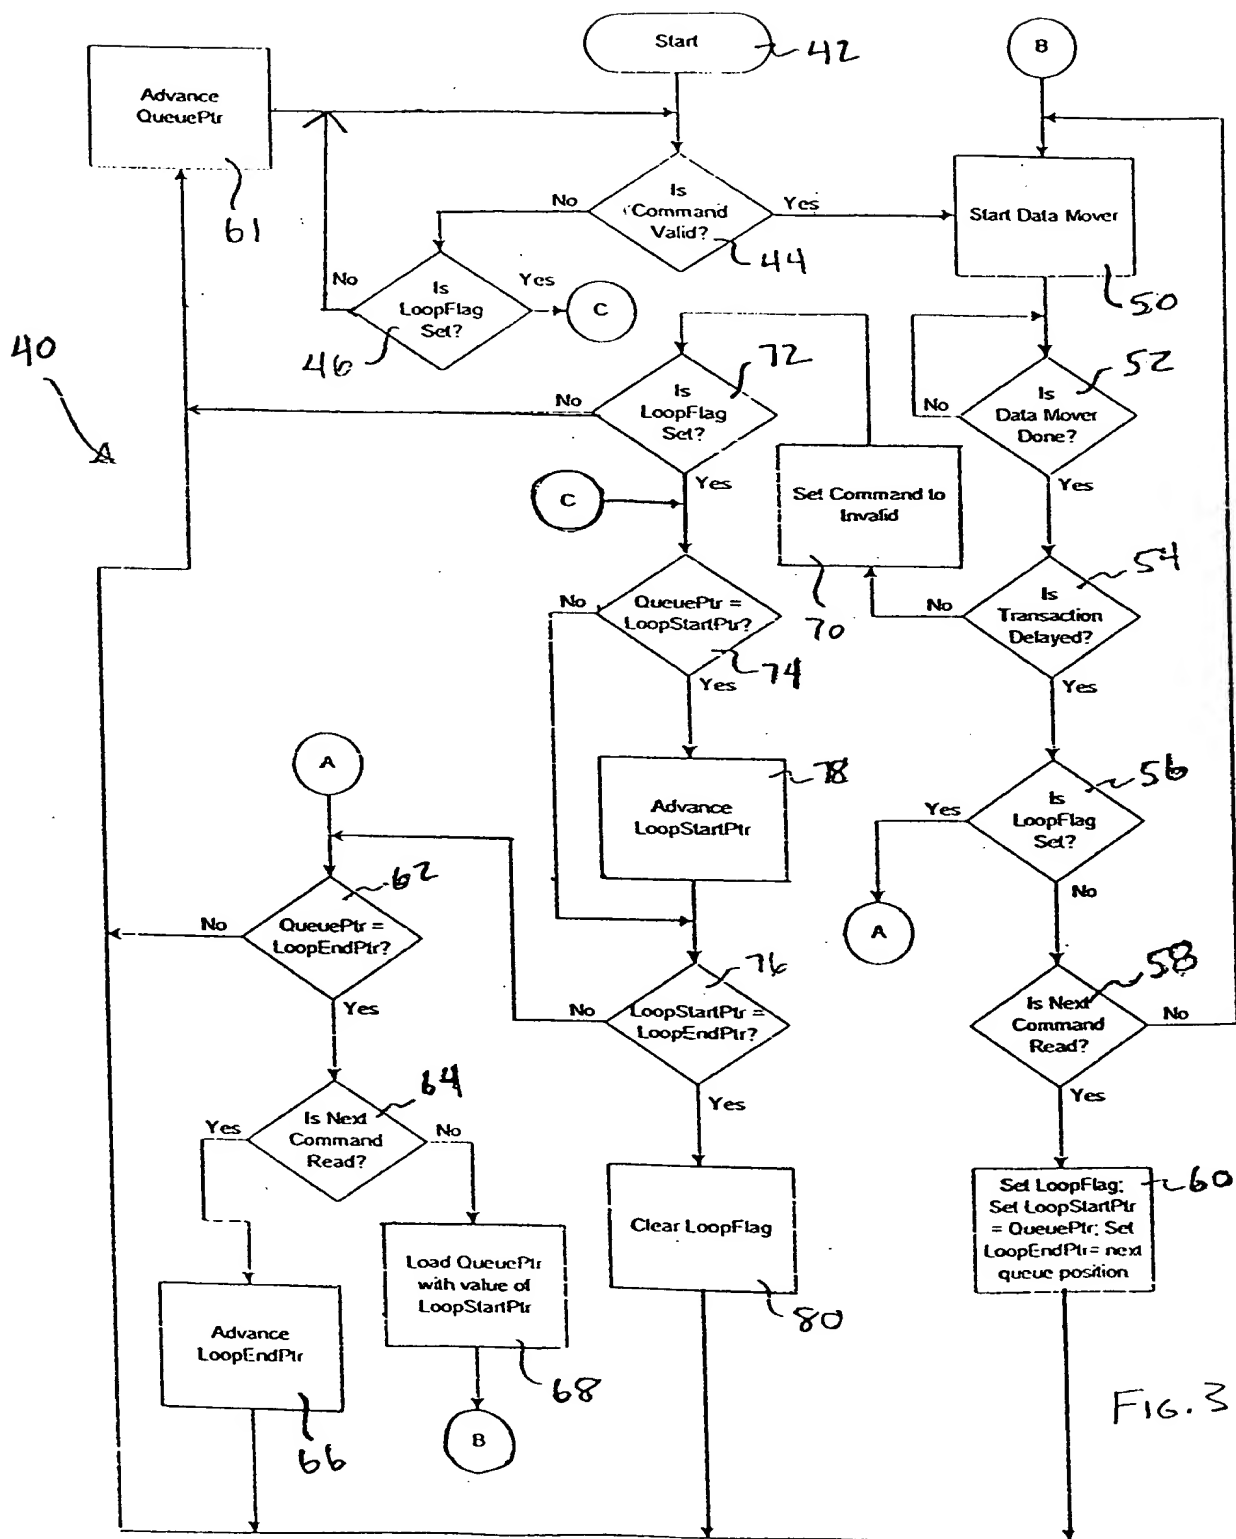 Start
42
B
Advance
QueuePtr
61
Is
Command
Valid?
44
No
Yes
Start Data Mover
50
Is
LoopFlag
Set?
46
No
Yes
C
40
Is
LoopFlag
Set?
72
No
Yes
Is
Data Mover
Done?
52
No
Yes
Set Command to
Invalid
70
C
Is
Transaction
Delayed?
54
No
Yes
QueuePtr =
LoopStartPtr?
74
No
Yes
A
Advance
LoopStartPtr
78
Is
LoopFlag
Set?
56
Yes
No
A
QueuePtr =
LoopEndPtr?
62
No
Yes
LoopStartPtr =
LoopEndPtr?
76
No
Yes
Is Next
Command
Read?
58
No
Yes
Is Next
Command
Read?
64
Yes
No
Clear LoopFlag
80
Set LoopFlag;
Set LoopStartPtr
= QueuePtr; Set
LoopEndPtr= next
queue position
60
Load QueuePtr
with value of
LoopStartPtr
68
Advance
LoopEndPtr
66
B
FIG. 3